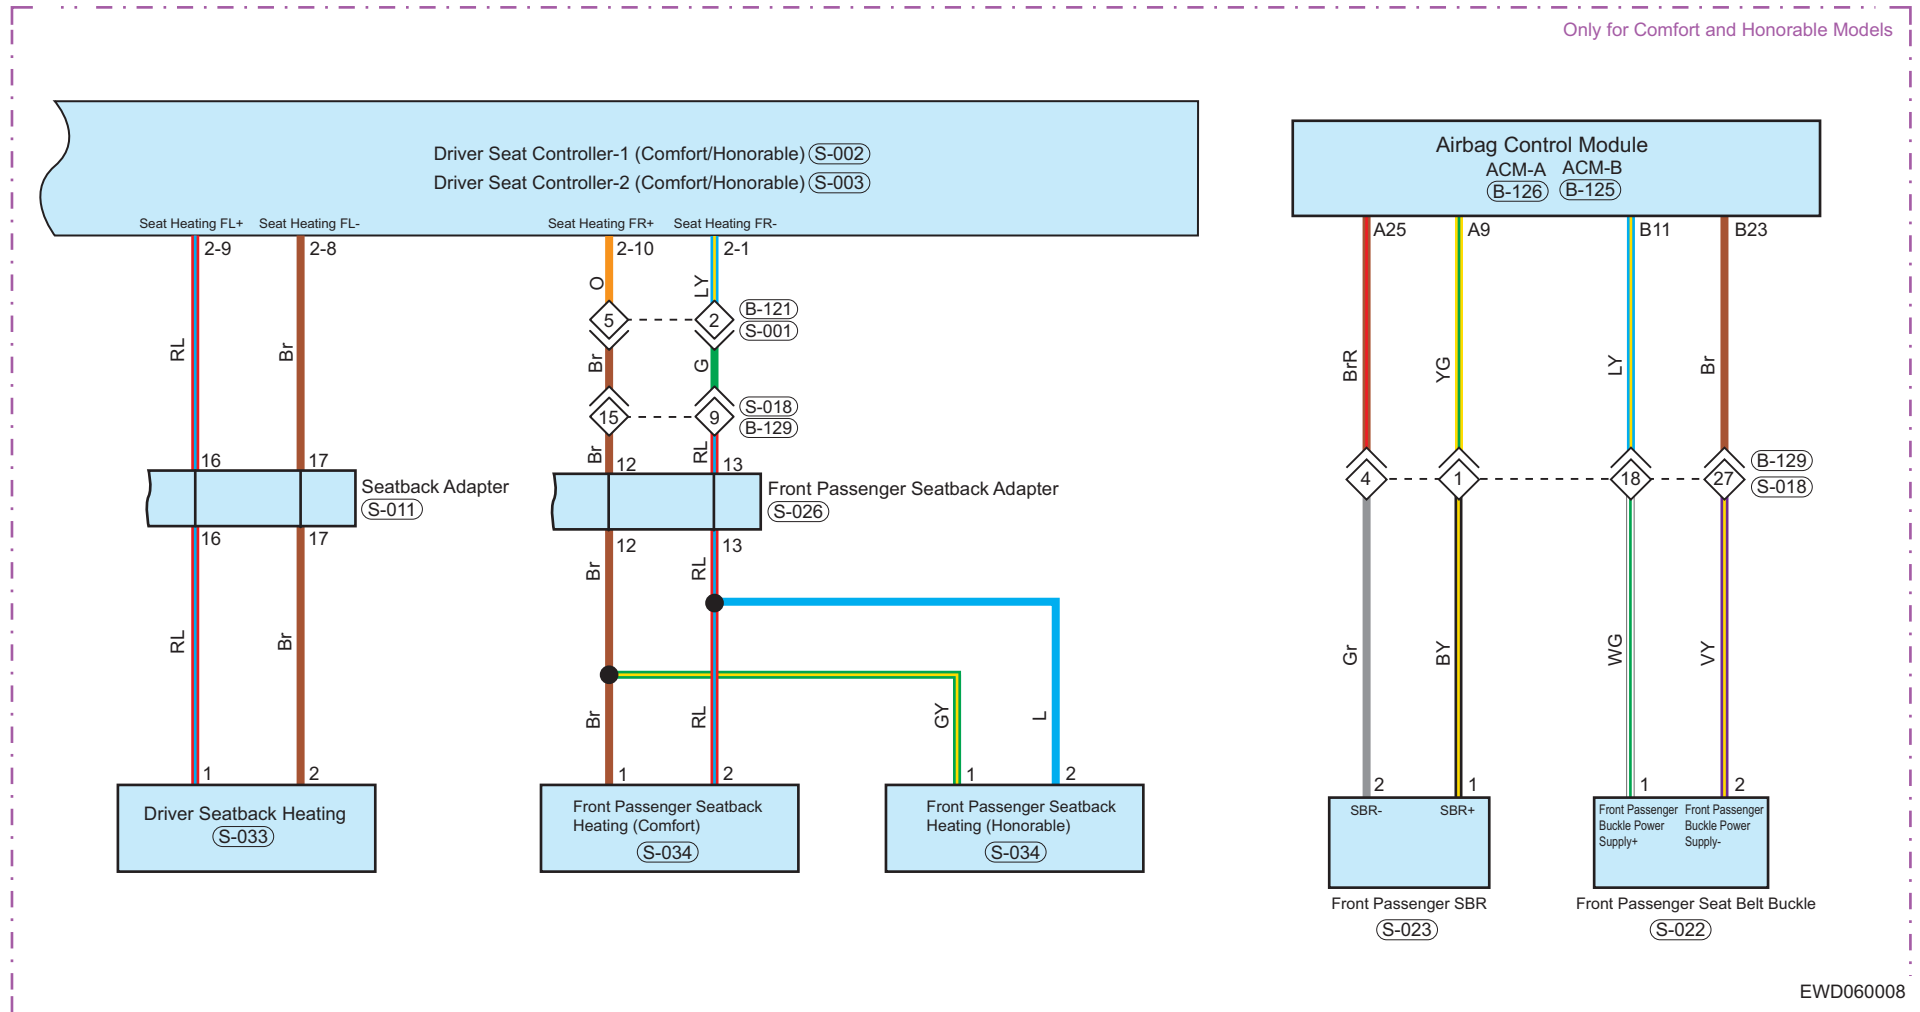 Only for Comfort and Honorable Models
Driver Seat Controller-1 (Comfort/Honorable) S-002
Driver Seat Controller-2 (Comfort/Honorable) S-003
Seat Heating FL+ Seat Heating FL- Seat Heating FR+ Seat Heating FR-
2-9 2-8 2-10 2-1
Airbag Control Module
ACM-A ACM-B
B-126 B-125
A25 A9 B11 B23
O LY
5 2 B-121
S-001
RL Br Br G BrR YG LY Br
15 9 S-018
B-129
Br RL
16 17 12 13
Seatback Adapter
S-011
Front Passenger Seatback Adapter
S-026
4 1 18 27 B-129
S-018
16 17 12 13
Br RL
RL Br Gr BY WG VY
Br RL GY L
1 2 1 2 1 2 2 1 1 2
Driver Seatback Heating
S-033
Front Passenger Seatback
Heating (Comfort)
S-034
Front Passenger Seatback
Heating (Honorable)
S-034
SBR- SBR+
Front Passenger
Buckle Power
Supply+
Front Passenger
Buckle Power
Supply-
Front Passenger SBR
S-023
Front Passenger Seat Belt Buckle
S-022
EWD060008